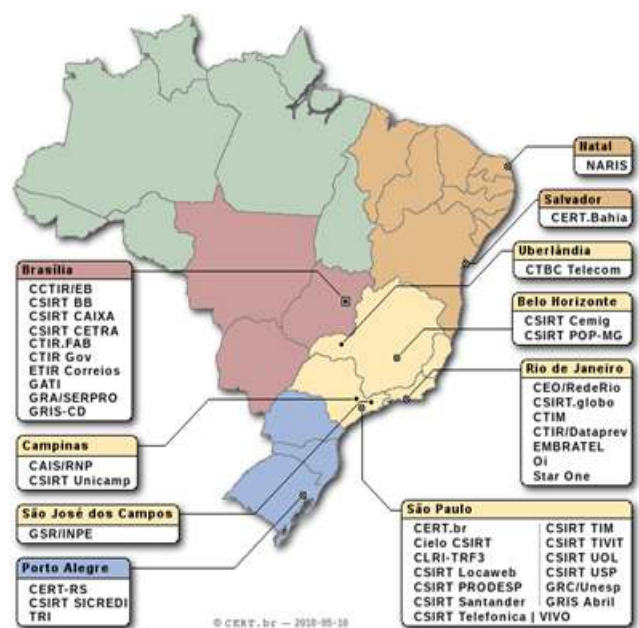 Natal
NARIS
Salvador
CERT.Bahia
Uberlândia
CTBC Telecom
Belo Horizonte
CSIRT Cemig
CSIRT POP-MG
Rio de Janeiro
CEO/RedeRio
CSIRT.globo
CTIM
CTIR/Dataprev
EMBRATEL
Oi
Star One
Brasília
CCTIR/EB
CSIRT BB
CSIRT CAIXA
CSIRT CETRA
CTIR.FAB
CTIR Gov
ETIR Correios
GATI
GRA/SERPRO
GRIS-CD
Campinas
CAIS/RNP
CSIRT Unicamp
São José dos Campos
GSR/INPE
Porto Alegre
CERT-RS
CSIRT SICREDI
TRI
São Paulo
CERT.br
Cielo CSIRT
CLRI-TRF3
CSIRT Locaweb
CSIRT PRODESP
CSIRT Santander
CSIRT Telefonica | VIVO
CSIRT TIM
CSIRT TIVIT
CSIRT UOL
CSIRT USP
GRC/Unesp
GRIS Abril
© CERT.br —